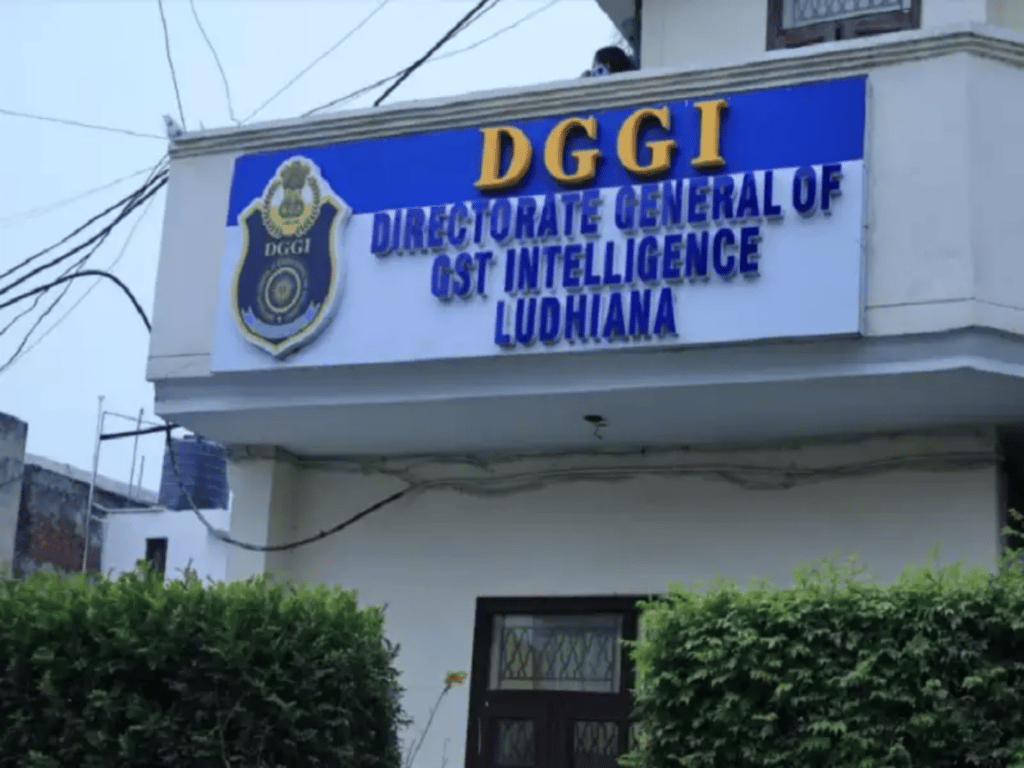 DGGI
DIRECTORATE GENERAL OF
GST INTELLIGENCE
LUDHIANA
DGGI